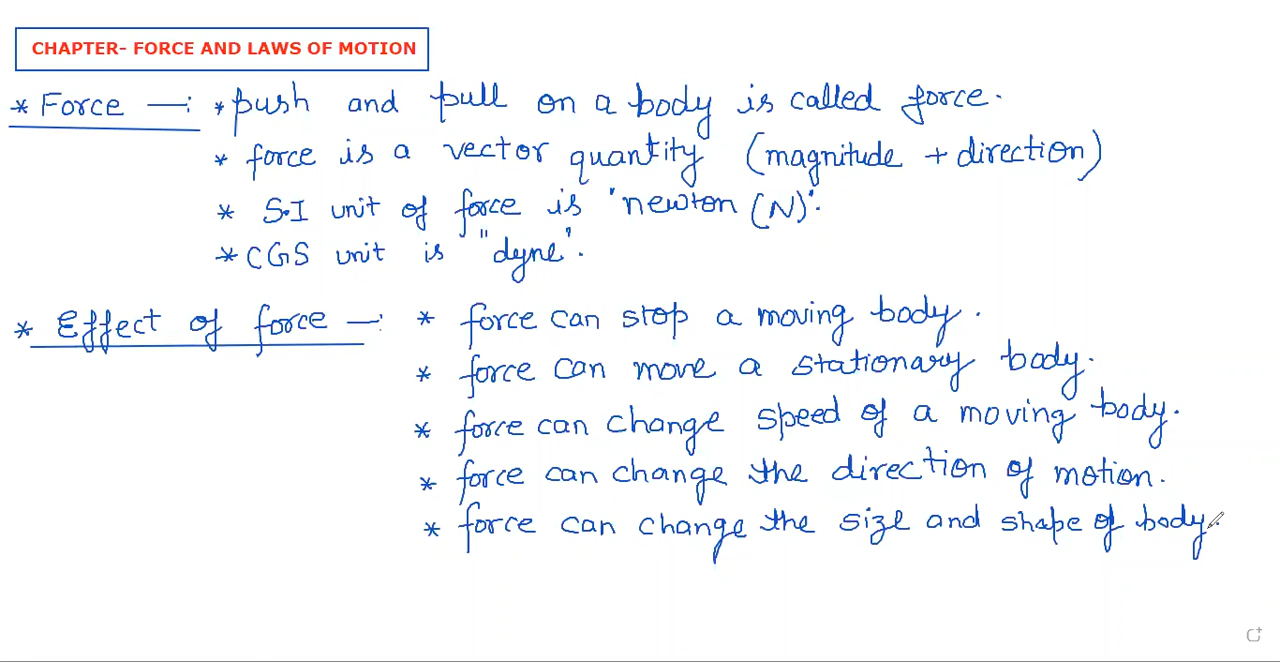 CHAPTER- FORCE AND LAWS OF MOTION
* Force —: * push and pull on a body is called force.
* force is a vector quantity (magnitude + direction)
* S.I unit of force is "newton (N)".
* CGS unit is "dyne".
* Effect of force —: * force can stop a moving body.
* force can move a stationary body.
* force can change speed of a moving body.
* force can change the direction of motion.
* force can change the size and shape of body.